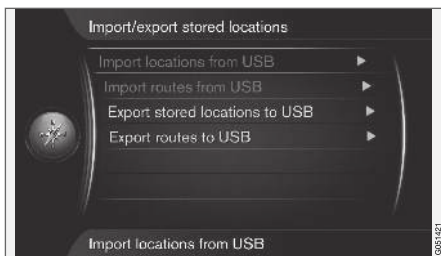 Import/export stored locations
Import locations from USB
Import routes from USB
Export stored locations to USB
Export routes to USB
Import locations from USB
G051421